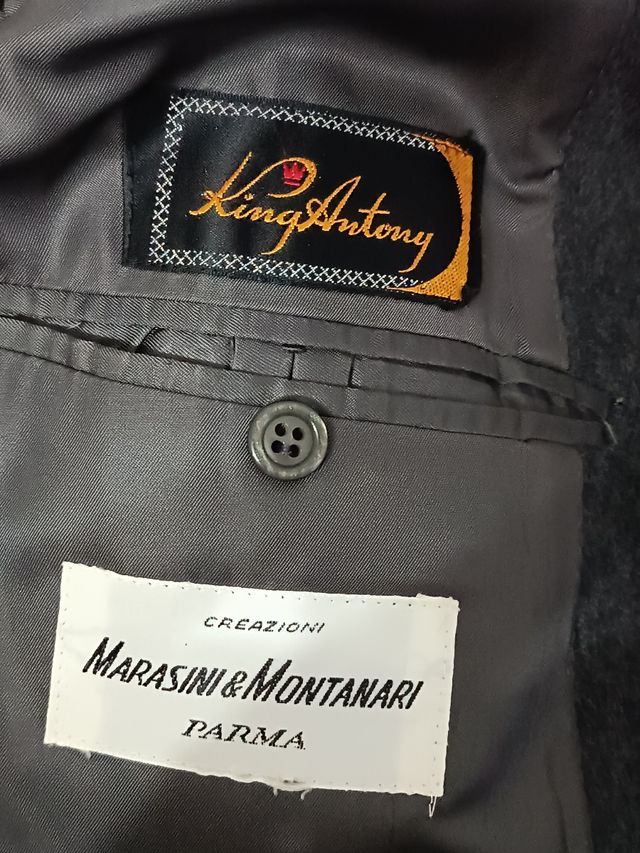 King Antony
CREAZIONI
MARASINI & MONTANARI
PARMA